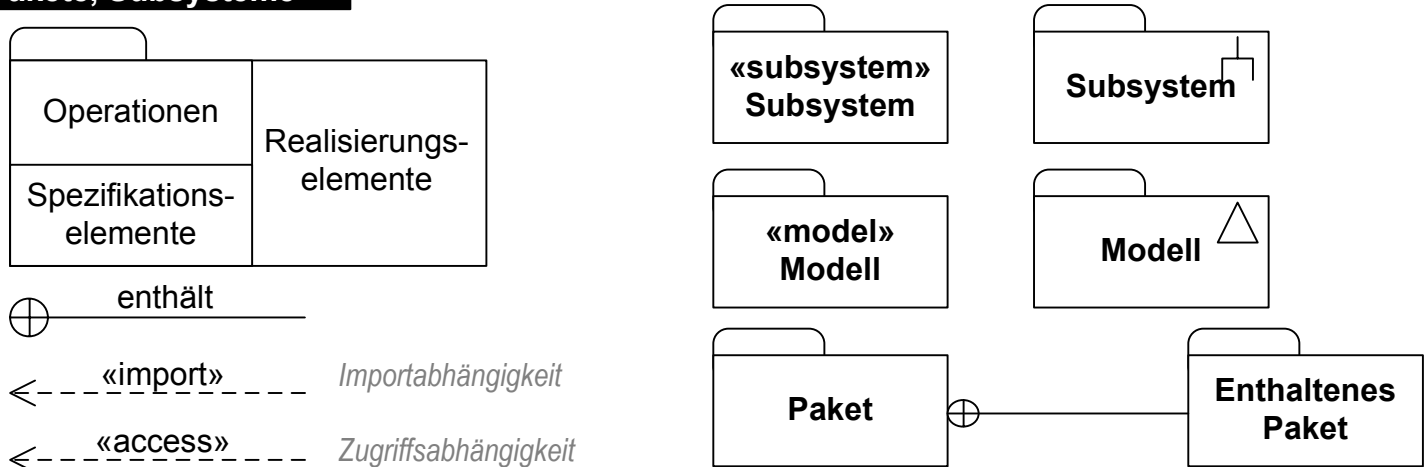 Subsysteme
Operationen
Spezifikations-
elemente
Realisierungs-
elemente
enthält
«import»
Importabhängigkeit
«access»
Zugriffsabhängigkeit
«subsystem»
Subsystem
Subsystem
«model»
Modell
Modell
Paket
Enthaltenes
Paket